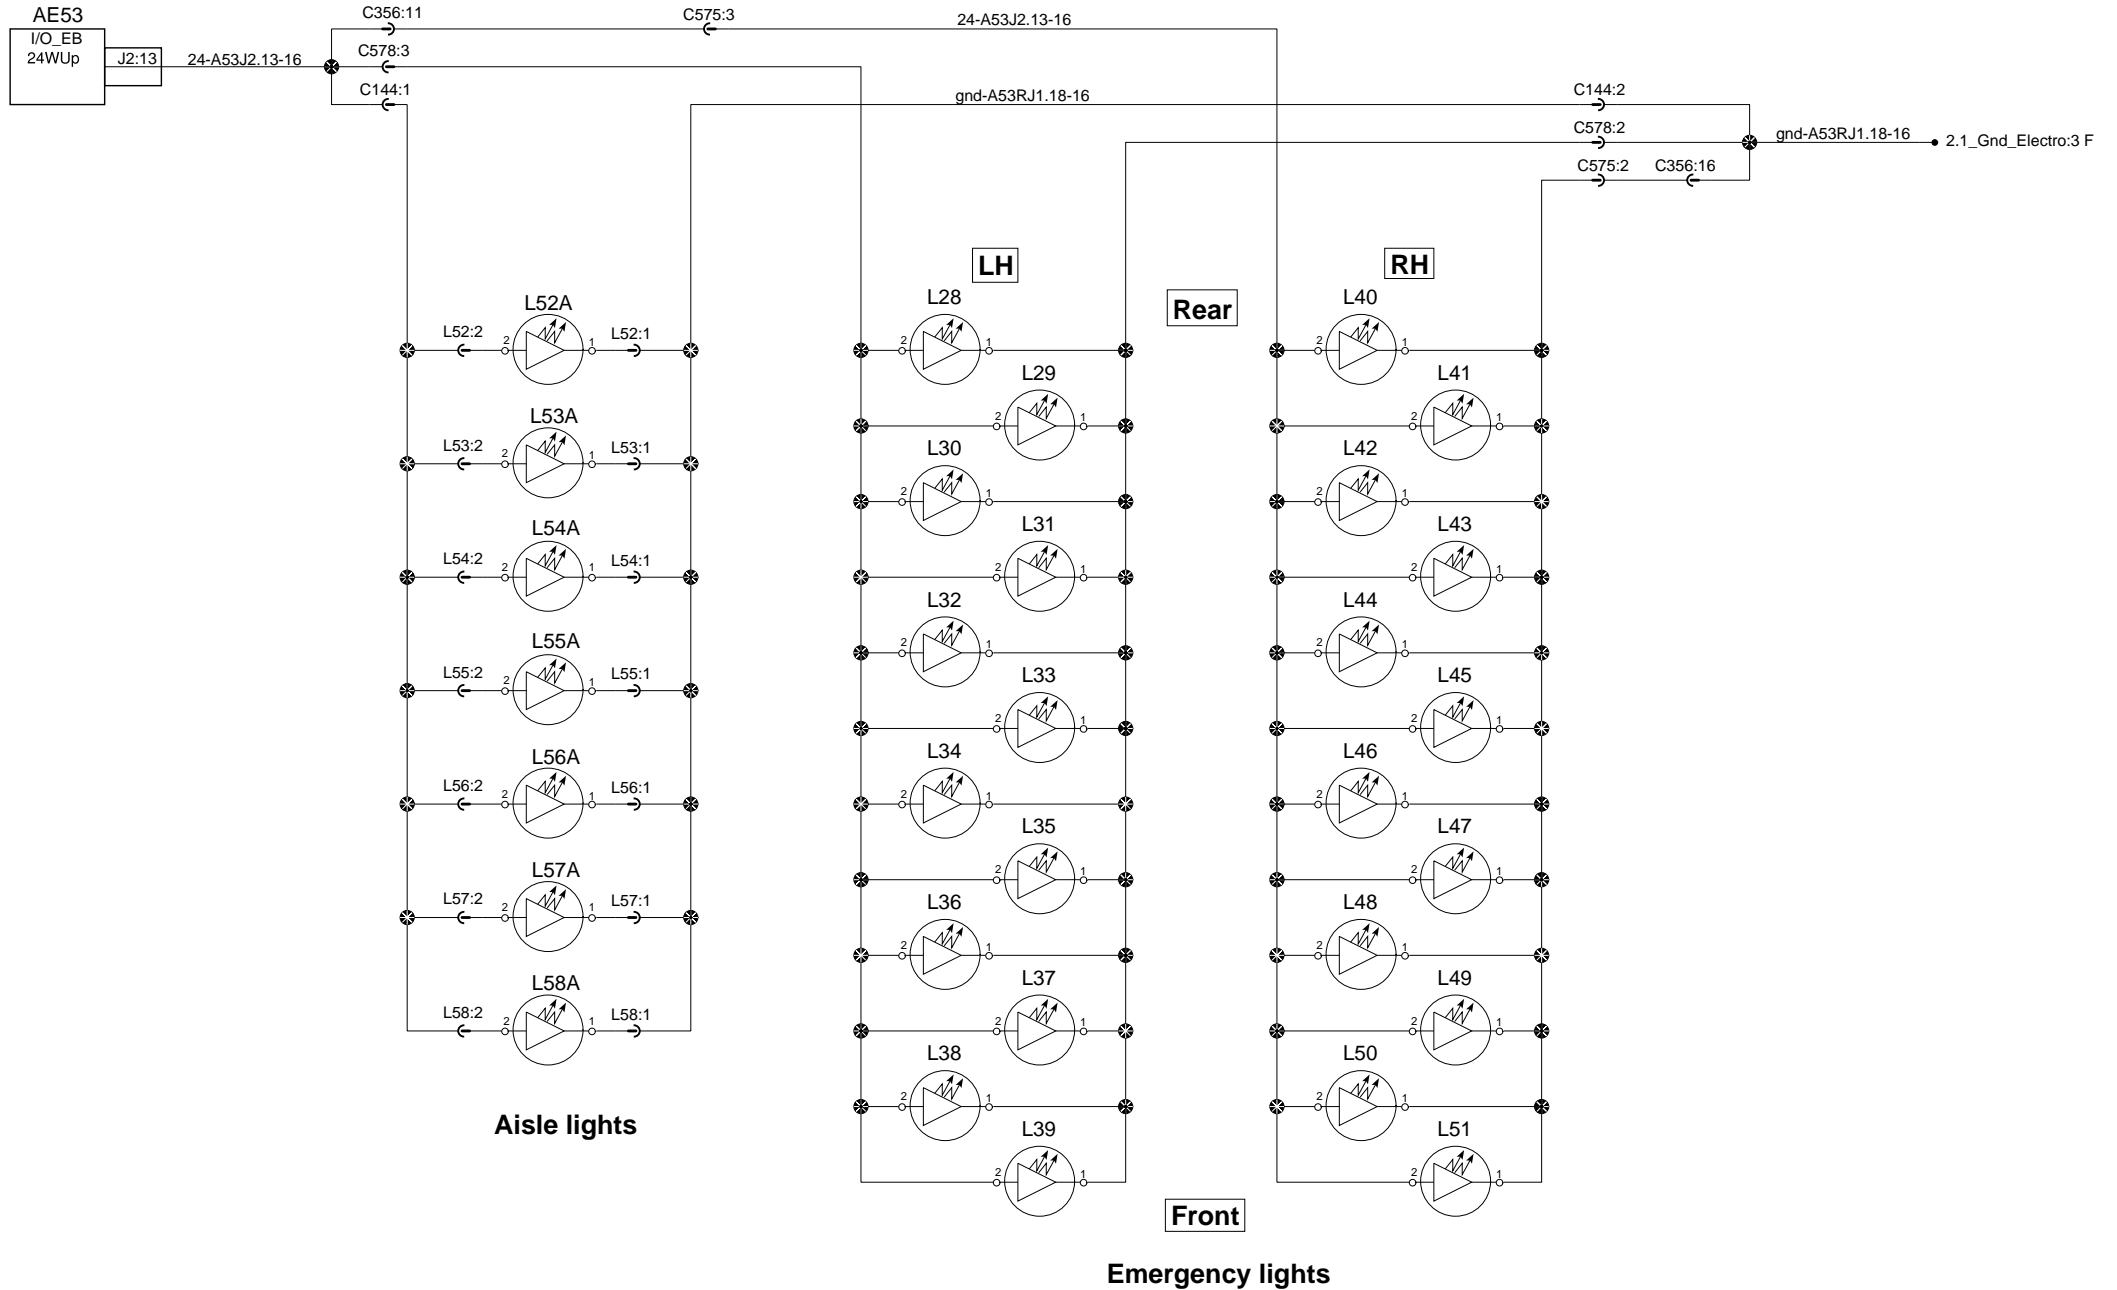 AE53
I/O_EB
24WUp
J2:13
24-A53J2.13-16
C356:11
C575:3
24-A53J2.13-16
C578:3
C144:1
gnd-A53RJ1.18-16
C144:2
C578:2
gnd-A53RJ1.18-16
2.1_Gnd_Electro:3 F
C575:2
C356:16
LH
RH
Rear
L52A
L52:2
2
1
L52:1
L53A
L53:2
2
1
L53:1
L54A
L54:2
2
1
L54:1
L55A
L55:2
2
1
L55:1
L56A
L56:2
2
1
L56:1
L57A
L57:2
2
1
L57:1
L58A
L58:2
2
1
L58:1
Aisle lights
L28
2
1
L29
2
1
L30
2
1
L31
2
1
L32
2
1
L33
2
1
L34
2
1
L35
2
1
L36
2
1
L37
2
1
L38
2
1
L39
2
1
L40
2
1
L41
2
1
L42
2
1
L43
2
1
L44
2
1
L45
2
1
L46
2
1
L47
2
1
L48
2
1
L49
2
1
L50
2
1
L51
2
1
Front
Emergency lights